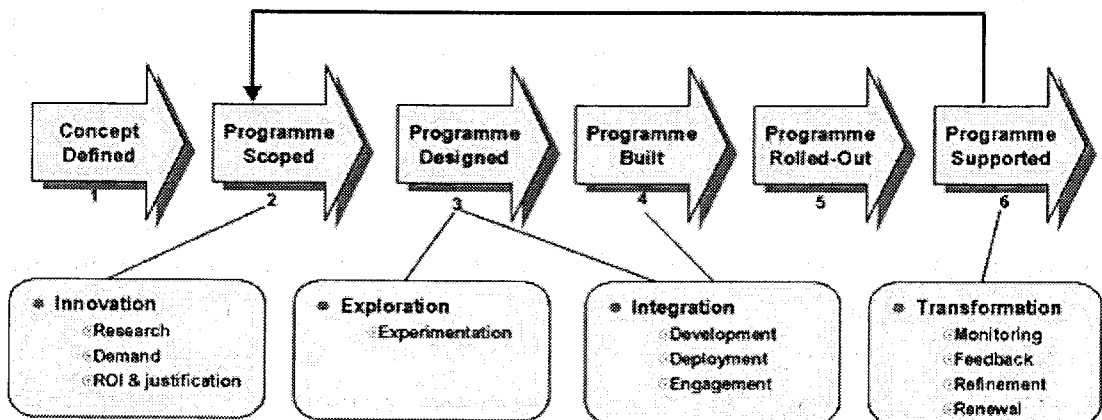 Concept
Defined
1
Programme
Scoped
2
Programme
Designed
3
Programme
Built
4
Programme
Rolled-Out
5
Programme
Supported
6
Innovation
Research
Demand
ROI & justification
Exploration
Experimentation
Integration
Development
Deployment
Engagement
Transformation
Monitoring
Feedback
Refinement
Renewal